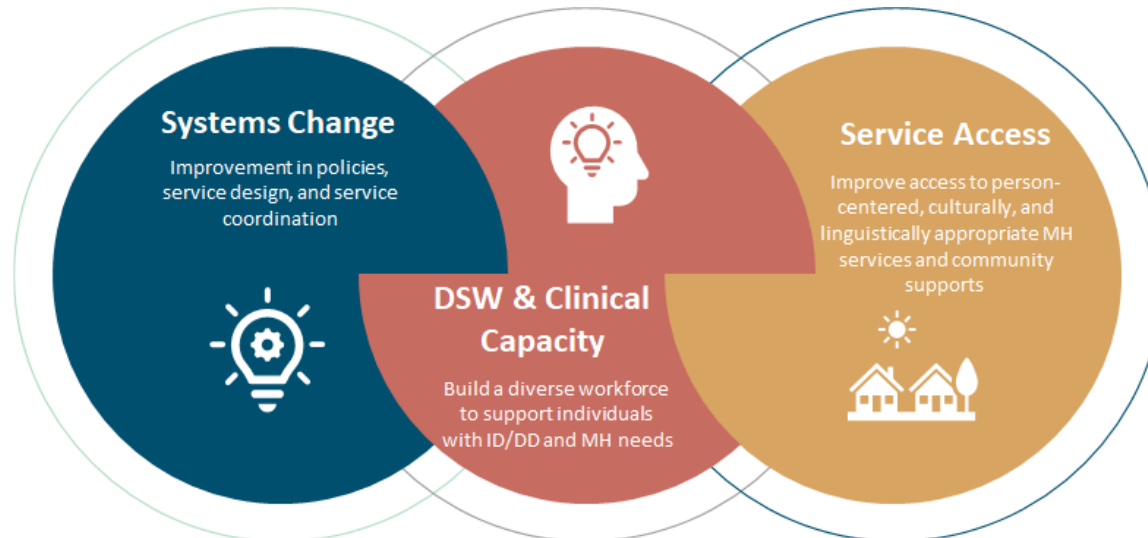 Systems Change
Improvement in policies,
service design, and service
coordination
DSW & Clinical
Capacity
Build a diverse workforce
to support individuals
with ID/DD and MH needs
Service Access
Improve access to person-
centered, culturally, and
linguistically appropriate MH
services and community
supports